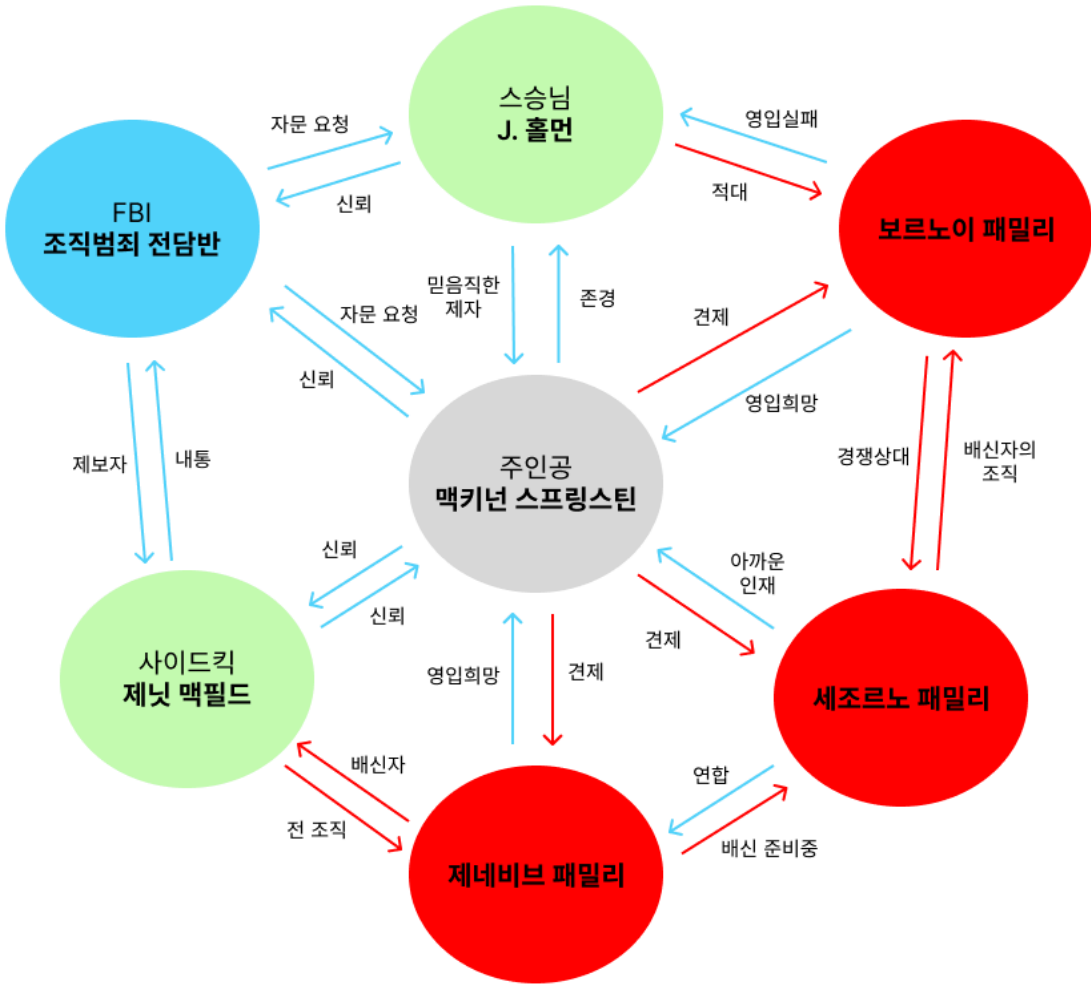 스승님
J. 홀먼
자문 요청
영입실패
신뢰
적대
FBI
조직범죄 전담반
보르노이 패밀리
믿음직한
제자
존경
자문 요청
견제
신뢰
영입희망
제보자
내통
주인공
맥키넌 스프링스틴
경쟁상대
배신자의
조직
신뢰
아까운
인재
신뢰
견제
사이드킥
제닛 맥필드
영입희망
견제
세조르노 패밀리
배신자
연합
전 조직
배신 준비중
제네비브 패밀리